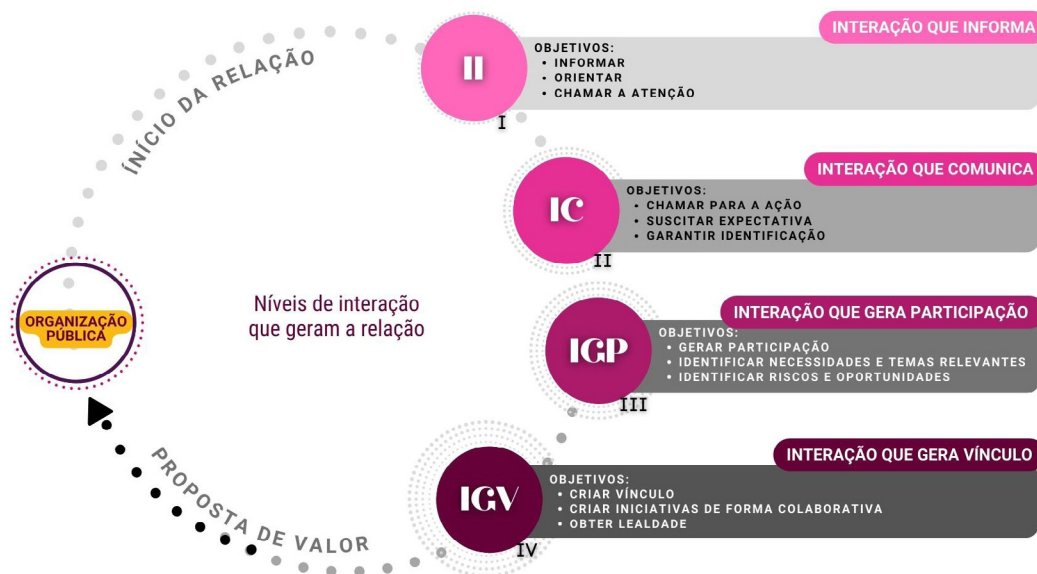 ÍNÍCIO DA RELAÇÃO
II
I
INTERAÇÃO QUE INFORMA
OBJETIVOS:
• INFORMAR
• ORIENTAR
• CHAMAR A ATENÇÃO
IC
II
INTERAÇÃO QUE COMUNICA
OBJETIVOS:
• CHAMAR PARA A AÇÃO
• SUSCITAR EXPECTATIVA
• GARANTIR IDENTIFICAÇÃO
ORGANIZAÇÃO
PÚBLICA
Níveis de interação
que geram a relação
IGP
III
INTERAÇÃO QUE GERA PARTICIPAÇÃO
OBJETIVOS:
• GERAR PARTICIPAÇÃO
• IDENTIFICAR NECESSIDADES E TEMAS RELEVANTES
• IDENTIFICAR RISCOS E OPORTUNIDADES
IGV
IV
INTERAÇÃO QUE GERA VÍNCULO
OBJETIVOS:
• CRIAR VÍNCULO
• CRIAR INICIATIVAS DE FORMA COLABORATIVA
• OBTER LEALDADE
PROPOSTA DE VALOR